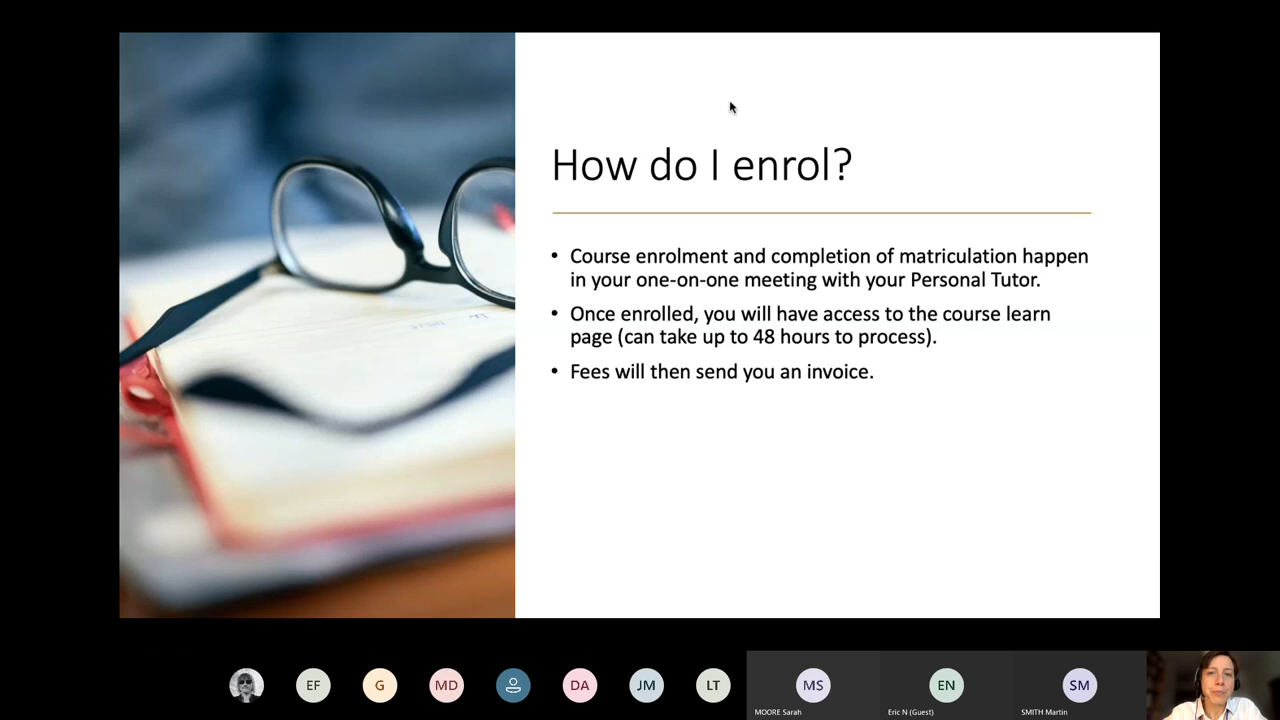 How do I enrol?
• Course enrolment and completion of matriculation happen
in your one-on-one meeting with your Personal Tutor.
• Once enrolled, you will have access to the course learn
page (can take up to 48 hours to process).
• Fees will then send you an invoice.
EF
G
MD
DA
JM
LT
MS
EN
SM
MOORE Sarah
Eric N (Guest)
SMITH Martin